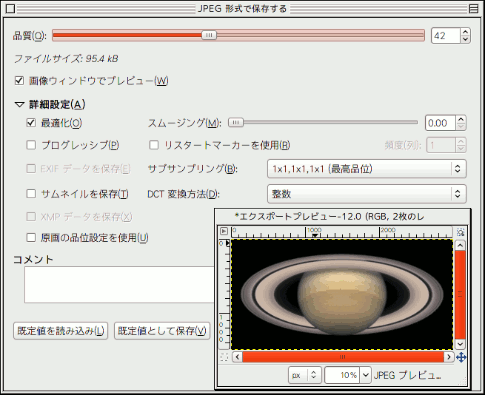 JPEG 形式で保存する
品質(Q): 42
ファイルサイズ: 95.4 kB
画像ウィンドウでプレビュー(W)
詳細設定(A)
最適化(O) スムージング(M): 0.00
プログレッシブ(P) リスタートマーカーを使用(R) 頻度(列): 1
EXIF データを保存(E) サブサンプリング(B): 1x1,1x1,1x1 (最高品位)
サムネイルを保存(T) DCT 変換方法(D): 整数
XMP データを保存(X)
原画の品位設定を使用(U)
コメント
既定値を読み込み(L) 既定値として保存(V)
*エクスポートプレビュー-12.0 (RGB, 2枚のレ
0 1000 2000
0
1000
px 10% JPEG プレビュ...